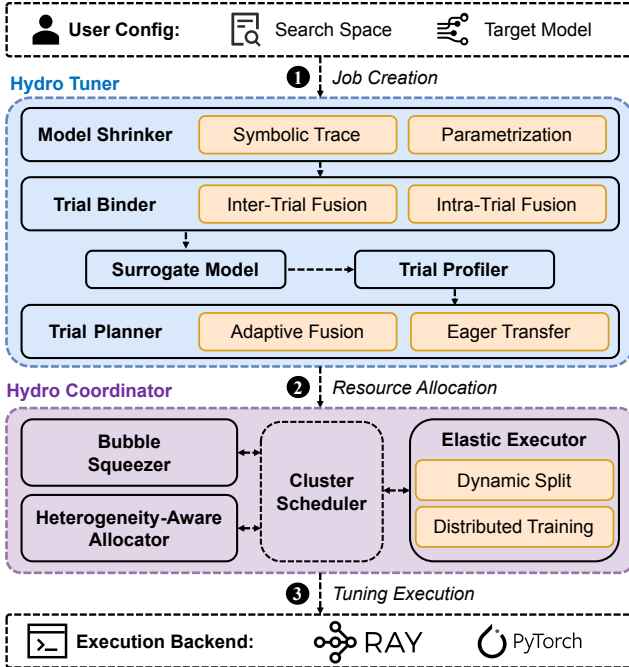 User Config: Search Space Target Model
1 Job Creation
Hydro Tuner
Model Shrinker Symbolic Trace Parametrization
Trial Binder Inter-Trial Fusion Intra-Trial Fusion
Surrogate Model Trial Profiler
Trial Planner Adaptive Fusion Eager Transfer
2 Resource Allocation
Hydro Coordinator
Bubble
Squeezer
Heterogeneity-Aware
Allocator
Cluster
Scheduler
Elastic Executor
Dynamic Split
Distributed Training
3 Tuning Execution
Execution Backend: RAY PyTorch